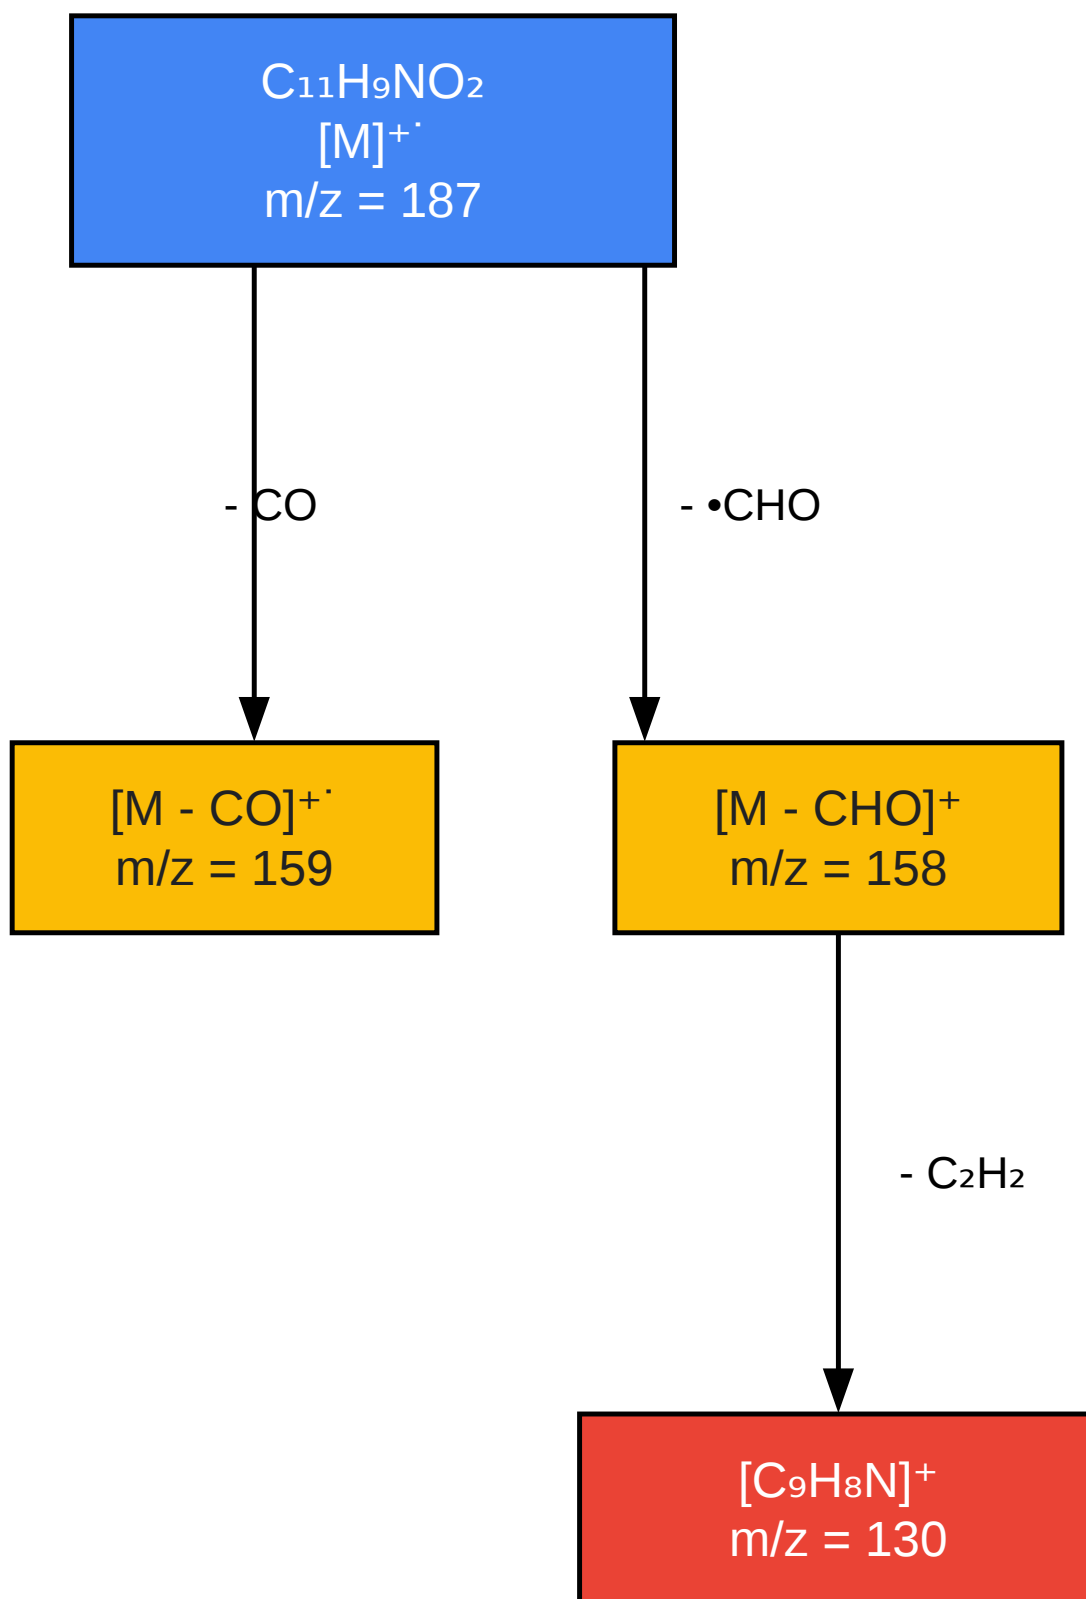 C₁₁H₉NO₂
[M]⁺˙
m/z = 187
- CO
- •CHO
[M - CO]⁺˙
m/z = 159
[M - CHO]⁺
m/z = 158
- C₂H₂
[C₉H₈N]⁺
m/z = 130